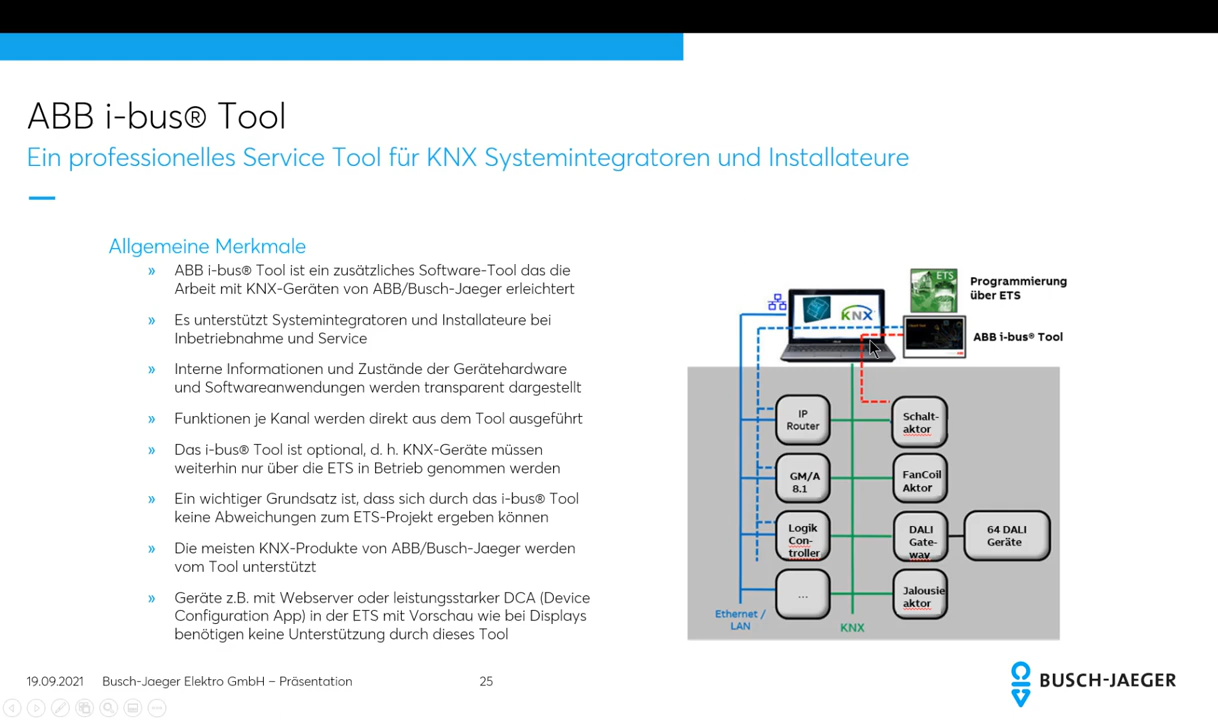 ABB i-bus® Tool
Ein professionelles Service Tool für KNX Systemintegratoren und Installateure
Allgemeine Merkmale
» ABB i-bus® Tool ist ein zusätzliches Software-Tool das die
Arbeit mit KNX-Geräten von ABB/Busch-Jaeger erleichtert
» Es unterstützt Systemintegratoren und Installateure bei
Inbetriebnahme und Service
» Interne Informationen und Zustände der Gerätehardware
und Softwareanwendungen werden transparent dargestellt
» Funktionen je Kanal werden direkt aus dem Tool ausgeführt
» Das i-bus® Tool ist optional, d. h. KNX-Geräte müssen
weiterhin nur über die ETS in Betrieb genommen werden
» Ein wichtiger Grundsatz ist, dass sich durch das i-bus® Tool
keine Abweichungen zum ETS-Projekt ergeben können
» Die meisten KNX-Produkte von ABB/Busch-Jaeger werden
vom Tool unterstützt
» Geräte z.B. mit Webserver oder leistungsstarker DCA (Device
Configuration App) in der ETS mit Vorschau wie bei Displays
benötigen keine Unterstützung durch dieses Tool
ETS
Programmierung
über ETS
KNX
ABB i-bus® Tool
IP
Router
Schalt-
aktor
GM/A
8.1
FanCoil
Aktor
Logik
Con-
troller
DALI
Gate-
way
64 DALI
Geräte
...
Jalousie
aktor
Ethernet /
LAN
KNX
19.09.2021 Busch-Jaeger Elektro GmbH – Präsentation 25
BUSCH-JAEGER